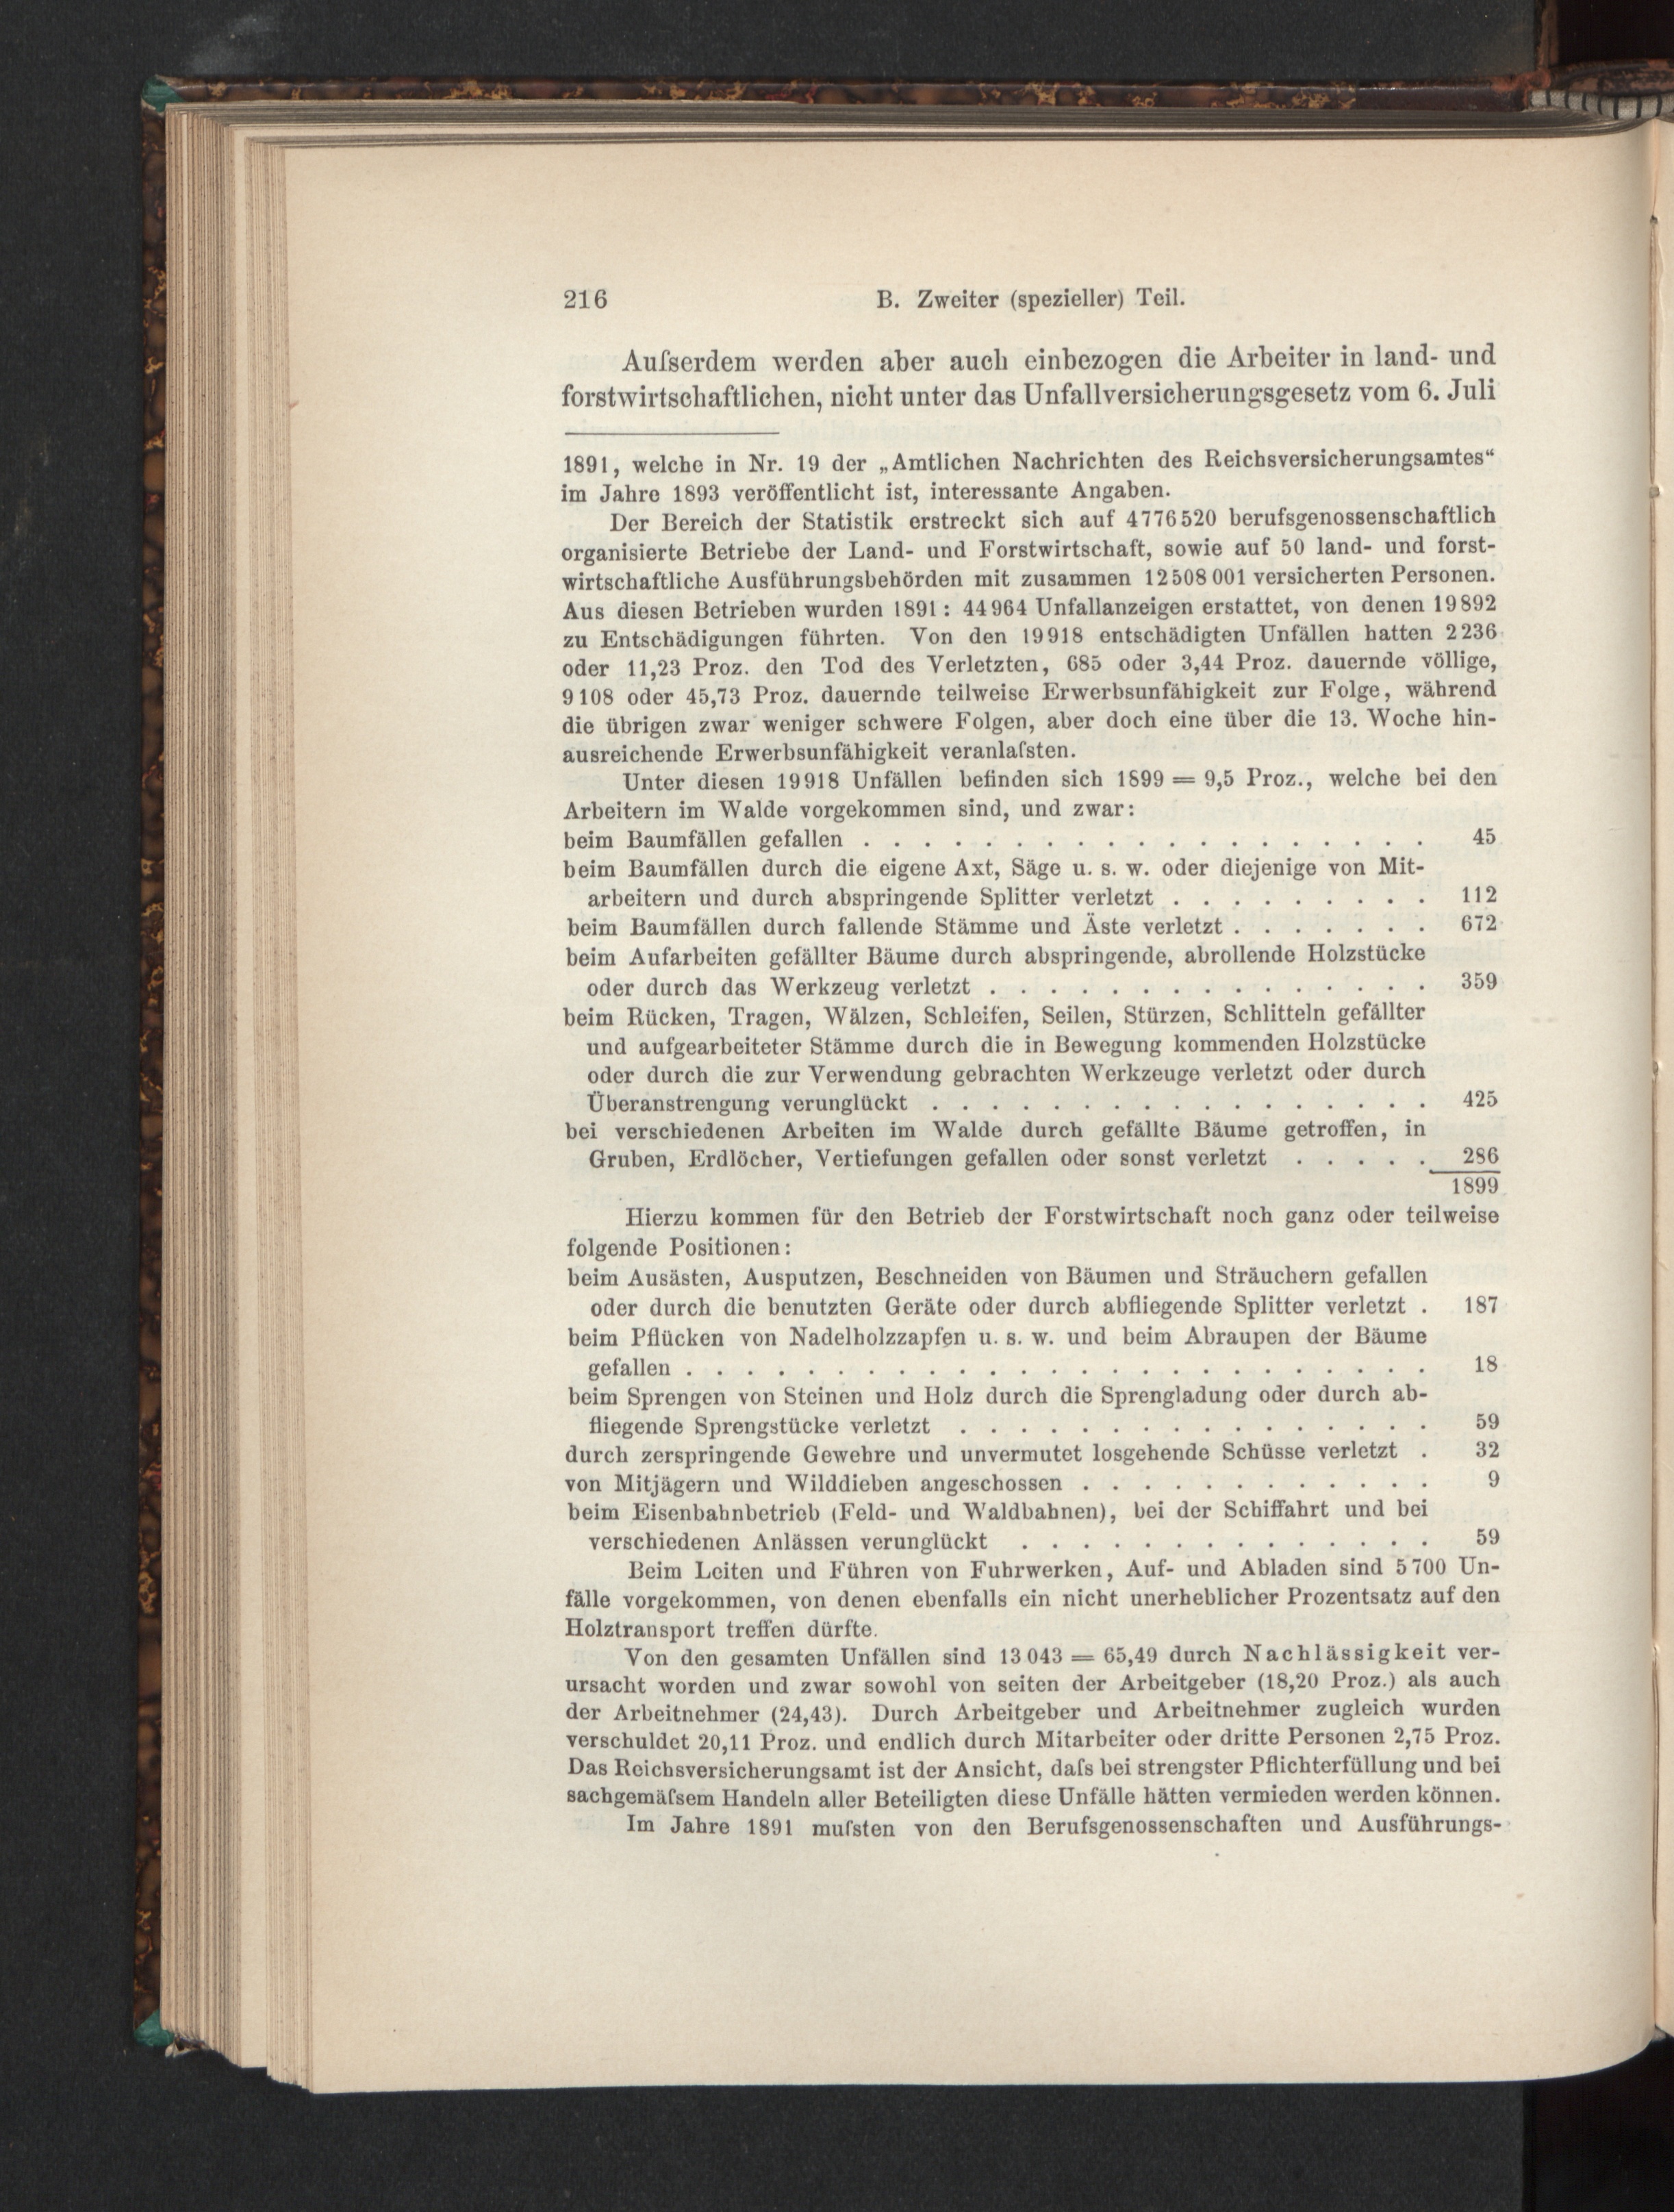 216 B. Zweiter (spezieller) Teil.
Auſserdem werden aber auch einbezogen die Arbeiter in land- und
forstwirtschaftlichen, nicht unter das Unfallversicherungsgesetz vom 6. Juli
1891, welche in Nr. 19 der „Amtlichen Nachrichten des Reichsversicherungsamtes“
im Jahre 1893 veröffentlicht ist, interessante Angaben.
Der Bereich der Statistik erstreckt sich auf 4776520 berufsgenossenschaftlich
organisierte Betriebe der Land- und Forstwirtschaft, sowie auf 50 land- und forst-
wirtschaftliche Ausführungsbehörden mit zusammen 12508001 versicherten Personen.
Aus diesen Betrieben wurden 1891: 44964 Unfallanzeigen erstattet, von denen 19892
zu Entschädigungen führten. Von den 19918 entschädigten Unfällen hatten 2236
oder 11,23 Proz. den Tod des Verletzten, 685 oder 3,44 Proz. dauernde völlige,
9108 oder 45,73 Proz. dauernde teilweise Erwerbsunfähigkeit zur Folge, während
die übrigen zwar weniger schwere Folgen, aber doch eine über die 13. Woche hin-
ausreichende Erwerbsunfähigkeit veranlaſsten.
Unter diesen 19918 Unfällen befinden sich 1899 = 9,5 Proz., welche bei den
Arbeitern im Walde vorgekommen sind, und zwar:
beim Baumfällen gefallen . . . . . . . . . . . . . . . . . . . 45
beim Baumfällen durch die eigene Axt, Säge u. s. w. oder diejenige von Mit-
arbeitern und durch abspringende Splitter verletzt . . . . . . . . . 112
beim Baumfällen durch fallende Stämme und Äste verletzt . . . . . . . 672
beim Aufarbeiten gefällter Bäume durch abspringende, abrollende Holzstücke
oder durch das Werkzeug verletzt . . . . . . . . . . . . . . . 359
beim Rücken, Tragen, Wälzen, Schleifen, Seilen, Stürzen, Schlitteln gefällter
und aufgearbeiteter Stämme durch die in Bewegung kommenden Holzstücke
oder durch die zur Verwendung gebrachten Werkzeuge verletzt oder durch
Überanstrengung verunglückt . . . . . . . . . . . . . . . . . 425
bei verschiedenen Arbeiten im Walde durch gefällte Bäume getroffen, in
Gruben, Erdlöcher, Vertiefungen gefallen oder sonst verletzt . . . . . 286
1899
Hierzu kommen für den Betrieb der Forstwirtschaft noch ganz oder teilweise
folgende Positionen:
beim Ausästen, Ausputzen, Beschneiden von Bäumen und Sträuchern gefallen
oder durch die benutzten Geräte oder durch abfliegende Splitter verletzt . 187
beim Pflücken von Nadelholzzapfen u. s. w. und beim Abraupen der Bäume
gefallen . . . . . . . . . . . . . . . . . . . . . . . . . 18
beim Sprengen von Steinen und Holz durch die Sprengladung oder durch ab-
fliegende Sprengstücke verletzt . . . . . . . . . . . . . . . . 59
durch zerspringende Gewehre und unvermutet losgehende Schüsse verletzt . 32
von Mitjägern und Wilddieben angeschossen . . . . . . . . . . . . 9
beim Eisenbahnbetrieb (Feld- und Waldbahnen), bei der Schiffahrt und bei
verschiedenen Anlässen verunglückt . . . . . . . . . . . . . . 59
Beim Leiten und Führen von Fuhrwerken, Auf- und Abladen sind 5700 Un-
fälle vorgekommen, von denen ebenfalls ein nicht unerheblicher Prozentsatz auf den
Holztransport treffen dürfte.
Von den gesamten Unfällen sind 13043 = 65,49 durch Nachlässigkeit ver-
ursacht worden und zwar sowohl von seiten der Arbeitgeber (18,20 Proz.) als auch
der Arbeitnehmer (24,43). Durch Arbeitgeber und Arbeitnehmer zugleich wurden
verschuldet 20,11 Proz. und endlich durch Mitarbeiter oder dritte Personen 2,75 Proz.
Das Reichsversicherungsamt ist der Ansicht, daſs bei strengster Pflichterfüllung und bei
sachgemäſsem Handeln aller Beteiligten diese Unfälle hätten vermieden werden können.
Im Jahre 1891 muſsten von den Berufsgenossenschaften und Ausführungs-